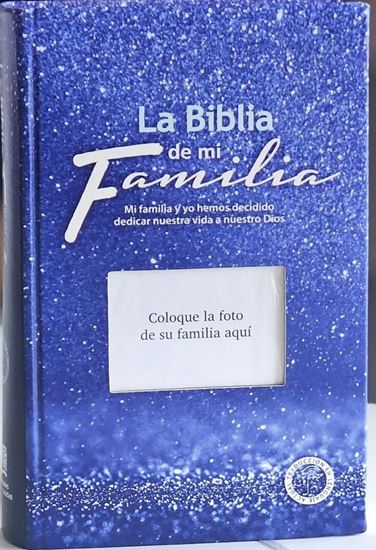 La Biblia
de mi
Familia
Mi familia y yo hemos decidido
dedicar nuestra vida a nuestro Dios
Coloque la foto
de su familia aquí